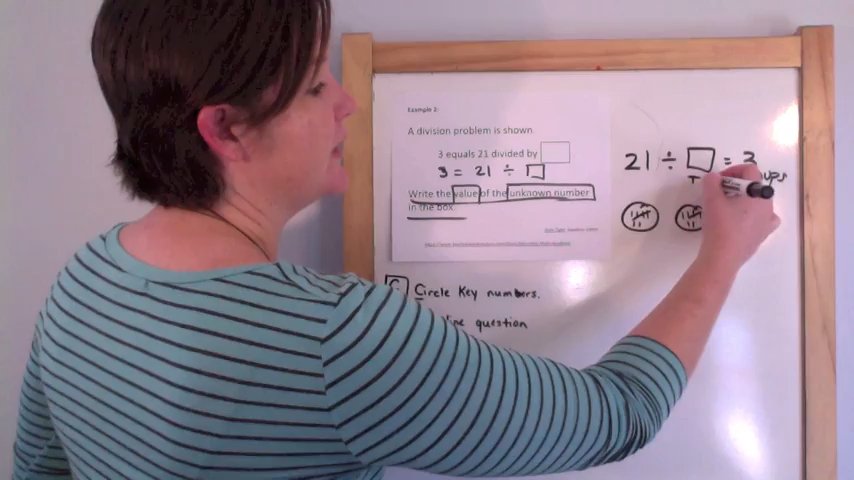 Example 2:
A division problem is shown.
3 equals 21 divided by
3 = 21 ÷
Write the value of the unknown number
in the box.
C Circle Key numbers.
question
21 ÷ = 3